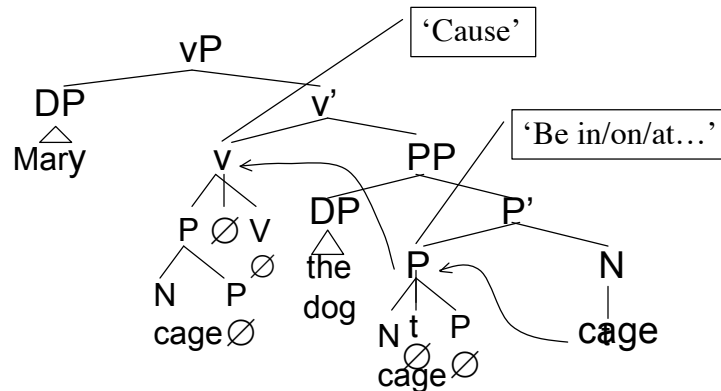 ‘Cause’
vP
DP v’
Mary
‘Be in/on/at…’
v PP
P ∅ V DP P’
∅
the dog
P N
N P
cage ∅
N t P
∅
cage ∅
cage
t